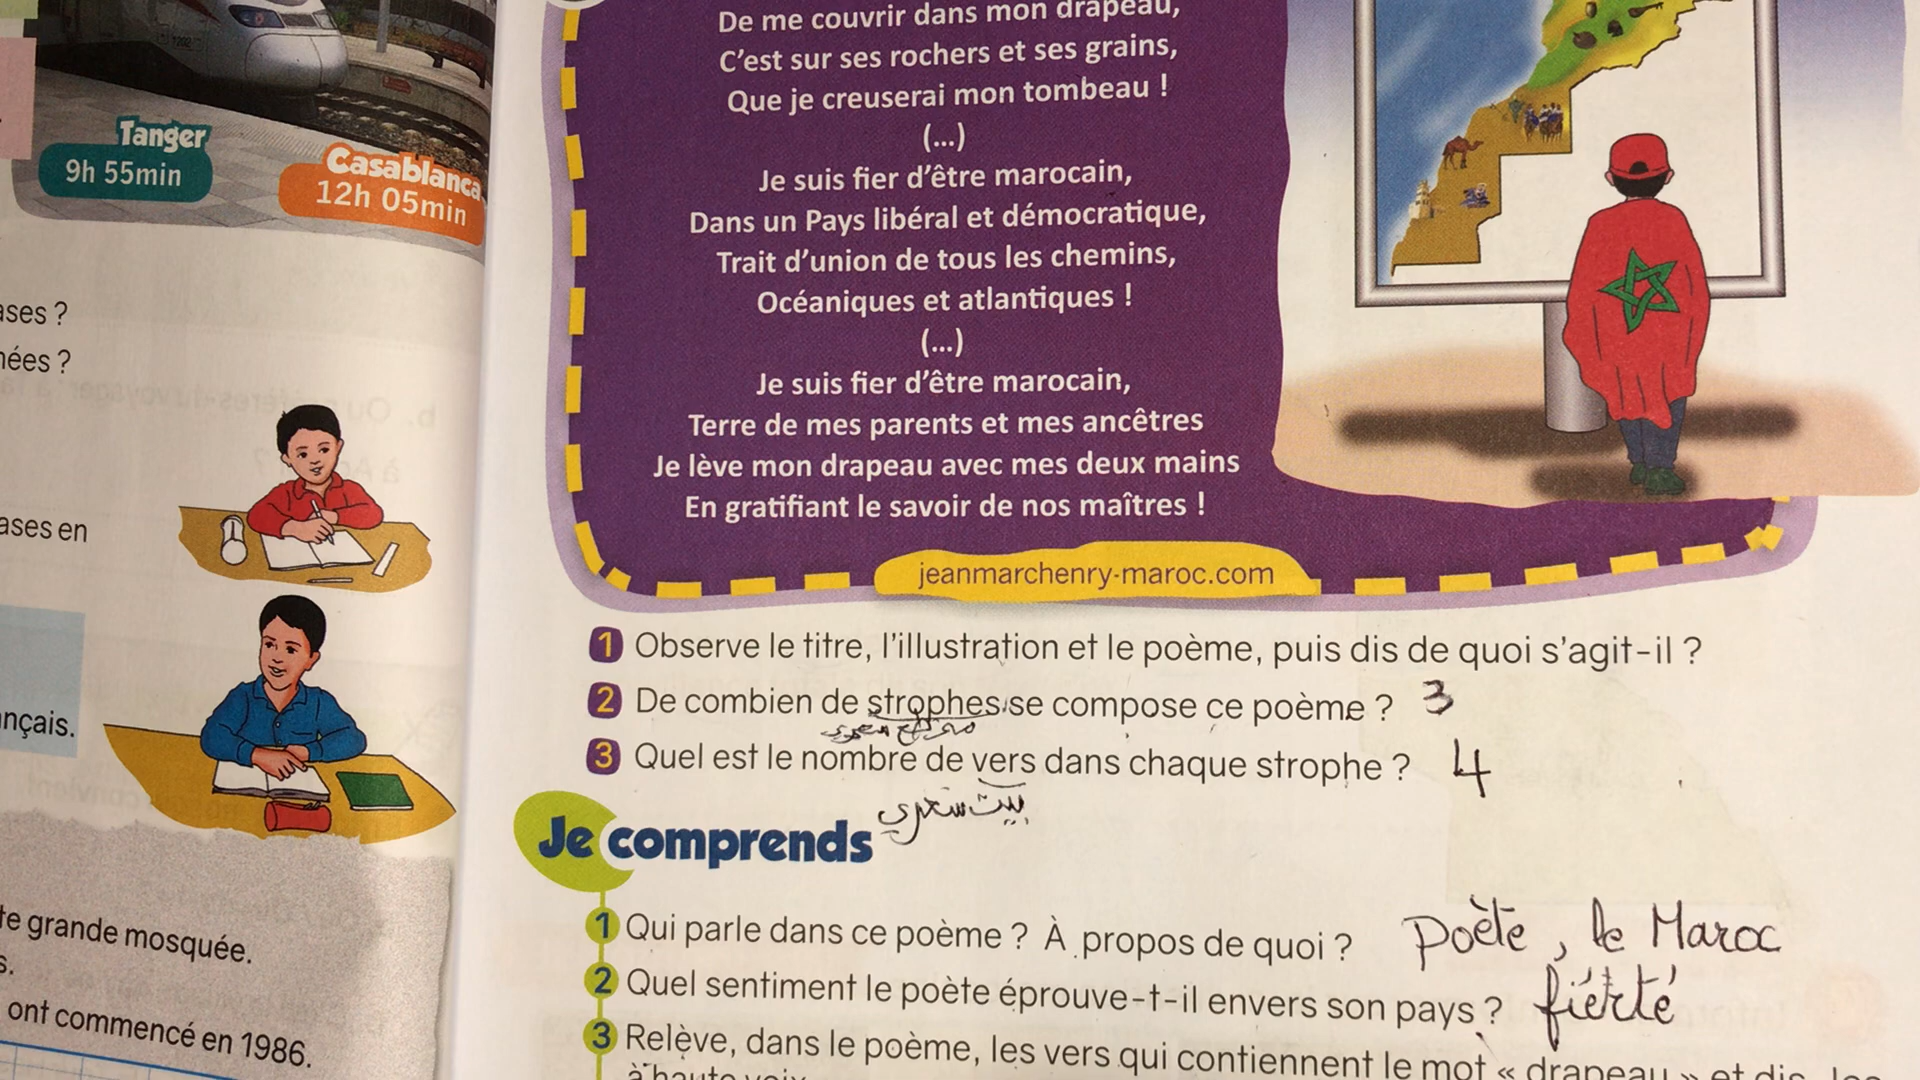 1202
Tanger
9h 55min
Casablanca
12h 05min
ases ?
nées ?
ases en
nçais.
te grande mosquée.
s.
ont commencé en 1986.
De me couvrir dans mon drapeau,
C'est sur ses rochers et ses grains,
Que je creuserai mon tombeau !
(...)
Je suis fier d'être marocain,
Dans un Pays libéral et démocratique,
Trait d'union de tous les chemins,
Océaniques et atlantiques !
(...)
Je suis fier d'être marocain,
Terre de mes parents et mes ancêtres
Je lève mon drapeau avec mes deux mains
En gratifiant le savoir de nos maîtres !
jeanmarchenry-maroc.com
1 Observe le titre, l'illustration et le poème, puis dis de quoi s'agit-il ?
2 De combien de strophes se compose ce poème ? 3
3 Quel est le nombre de vers dans chaque strophe ? 4
بيت شعري
Je comprends
1 Qui parle dans ce poème ? À propos de quoi ? Poète, le Maroc
2 Quel sentiment le poète éprouve-t-il envers son pays ? fiérté
3 Relève, dans le poème, les vers qui contiennent le mot « drapeau » et dis-les
à haute voix.